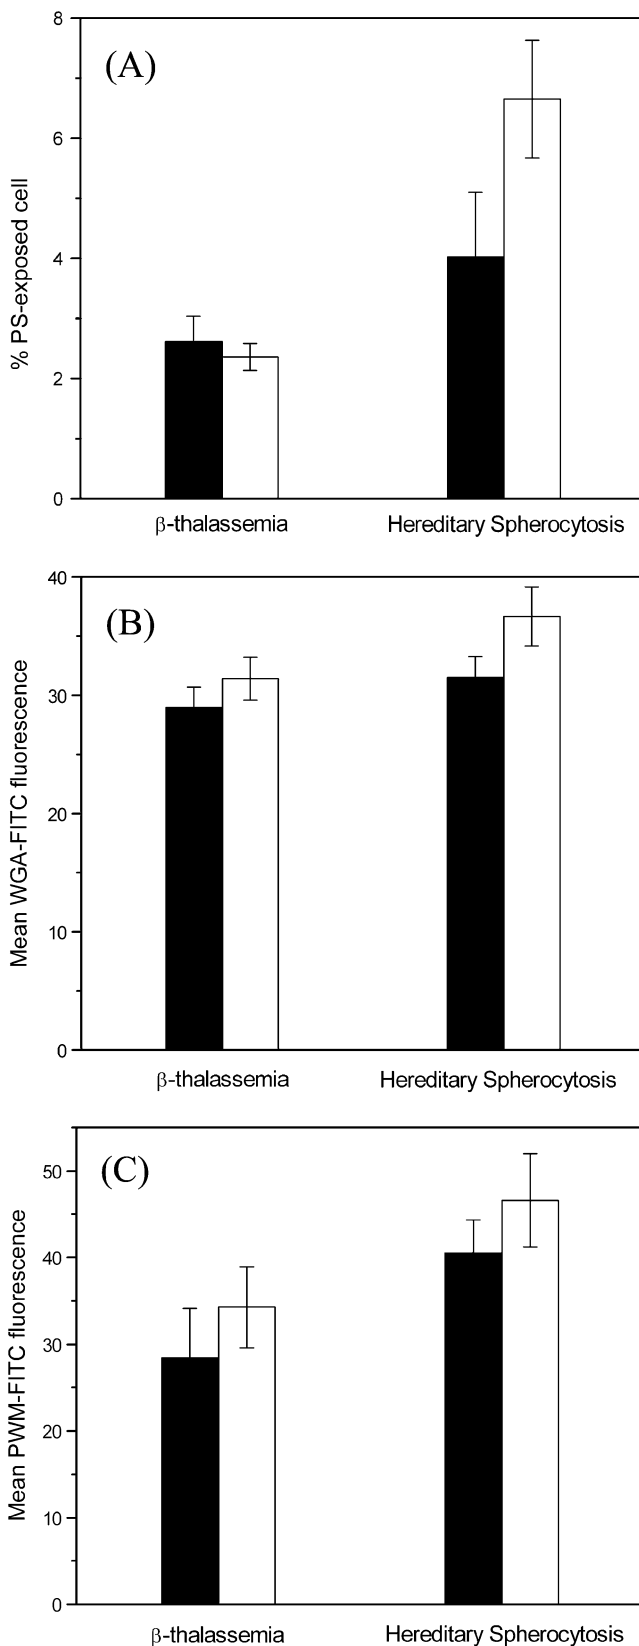 (A)
8
6
4
2
0
% PS-exposed cell
β-thalassemia
Hereditary Spherocytosis
(B)
40
30
20
10
0
Mean WGA-FITC fluorescence
β-thalassemia
Hereditary Spherocytosis
(C)
50
40
30
20
10
0
Mean PWM-FITC fluorescence
β-thalassemia
Hereditary Spherocytosis